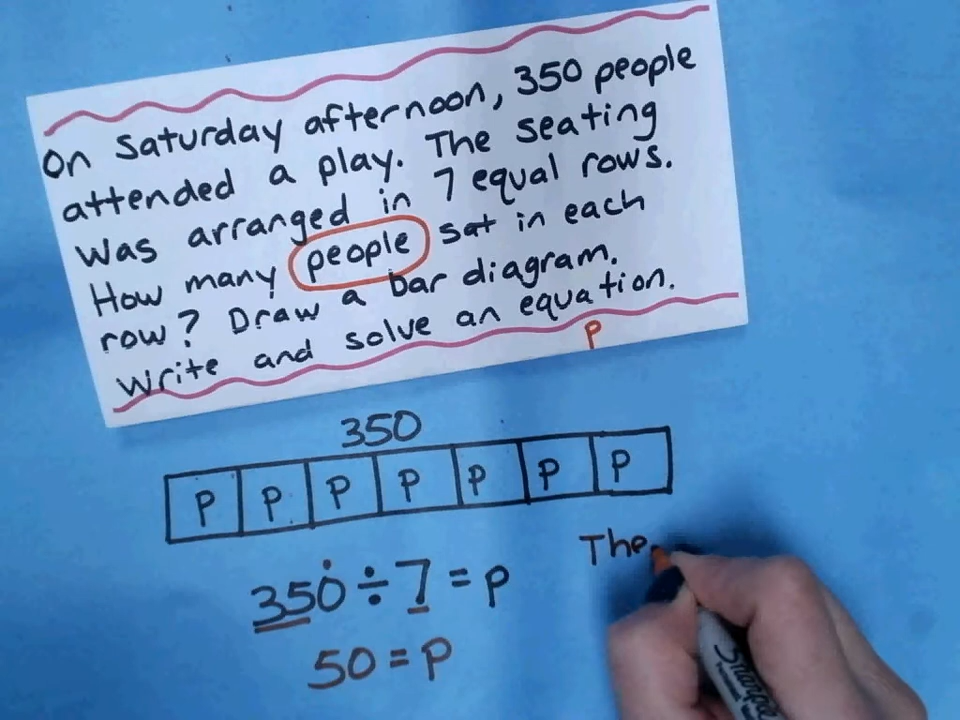 On Saturday afternoon, 350 people
attended a play. The seating
was arranged in 7 equal rows.
How many people sat in each
row? Draw a bar diagram.
Write and solve an equation.
P
350
P P P P P P P
350 ÷ 7 = P
50 = P
The
Sharpie